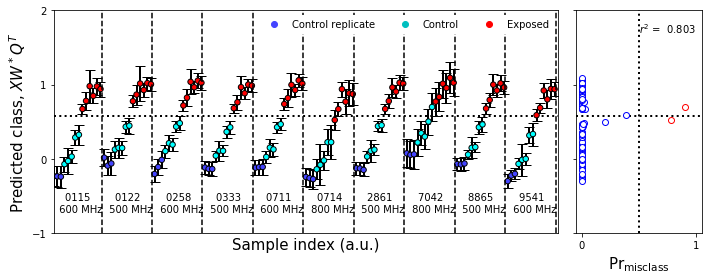 2
1
0
−1
Predicted class, XW*Q^T
Control replicate
Control
Exposed
0115
600 MHz
0122
500 MHz
0258
600 MHz
0333
500 MHz
0711
600 MHz
0714
800 MHz
2861
500 MHz
7042
800 MHz
8865
500 MHz
9541
600 MHz
Sample index (a.u.)
r² = 0.803
0
1
Pr_misclass